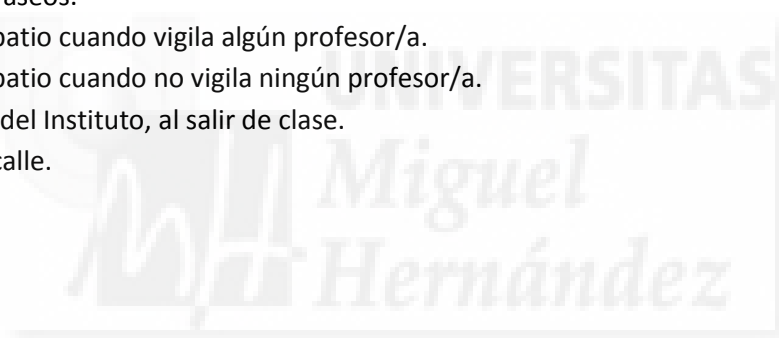 aseos.
patio cuando vigila algún profesor/a.
patio cuando no vigila ningún profesor/a.
del Instituto, al salir de clase.
calle.
UNIVERSITAS
Miguel
Hernández